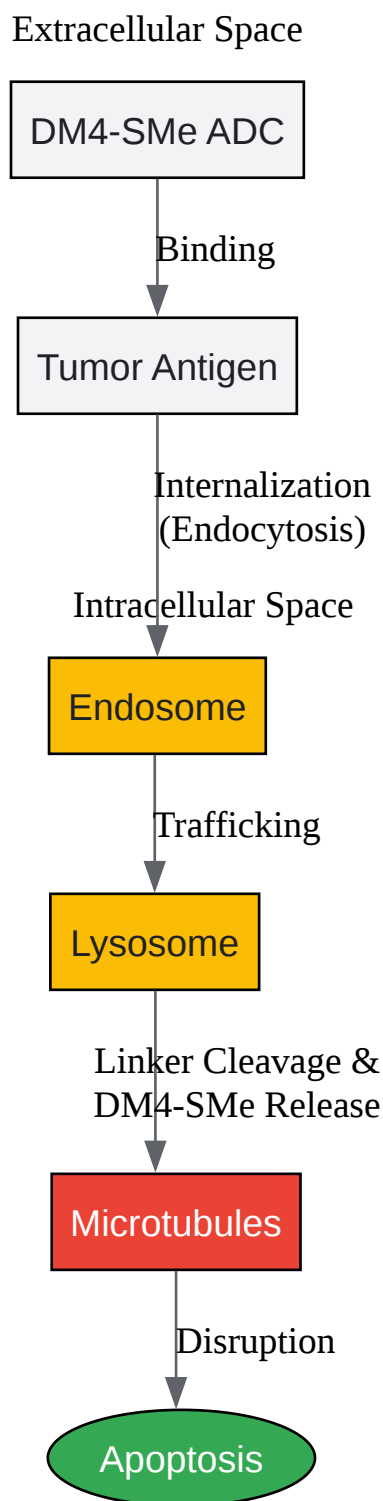 Extracellular Space
DM4-SMe ADC
Binding
Tumor Antigen
Internalization
(Endocytosis)
Intracellular Space
Endosome
Trafficking
Lysosome
Linker Cleavage &
DM4-SMe Release
Microtubules
Disruption
Apoptosis